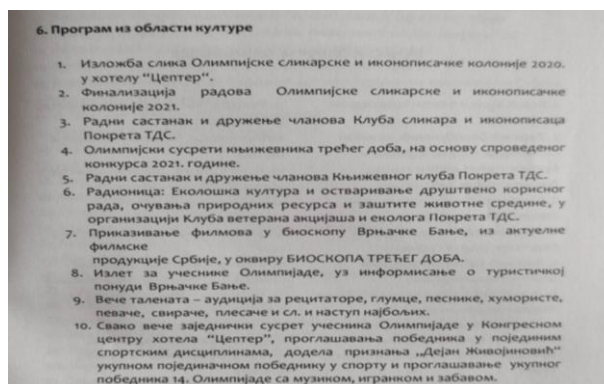 6. Програм из области културе
1. Изложба слика Олимпијске сликарске и иконописачке колоније 2020.
у хотелу “Цептер“.
2. Финализација радова Олимпијске сликарске и иконописачке
колоније 2021.
3. Радни састанак и дружење чланова Клуба сликара и иконописаца
Покрета ТДС.
4. Олимпијски сусрети књижевника трећег доба, на основу спроведеног
конкурса 2021. године.
5. Радни састанак и дружење чланова Књижевног клуба Покрета ТДС.
6. Радионица: Еколошка култура и остваривање друштвено корисног
рада, очувања природних ресурса и заштите животне средине, у
организацији Клуба ветерана акцијаша и еколога Покрета ТДС.
7. Приказивање филмова у биоскопу Врњачке Бање, из актуелне
филмске
продукције Србије, у оквиру БИОСКОПА ТРЕЋЕГ ДОБА.
8. Излет за учеснике Олимпијаде, уз информисање о туристичкој
понуди Врњачке Бање.
9. Вече талената – аудиција за рецитаторе, глумце, песнике, хумористе,
певаче, свираче, плесаче и сл. и наступ најбољих.
10. Свако вече заједнички сусрет учесника Олимпијаде у Конгресном
центру хотела “Цептер”, проглашавања победника у појединим
спортским дисциплинама, додела признања „Дејан Живојиновић“
укупном појединачном победнику у спорту и проглашавање укупног
победника 14. Олимпијаде са музиком, игранком и забавом.